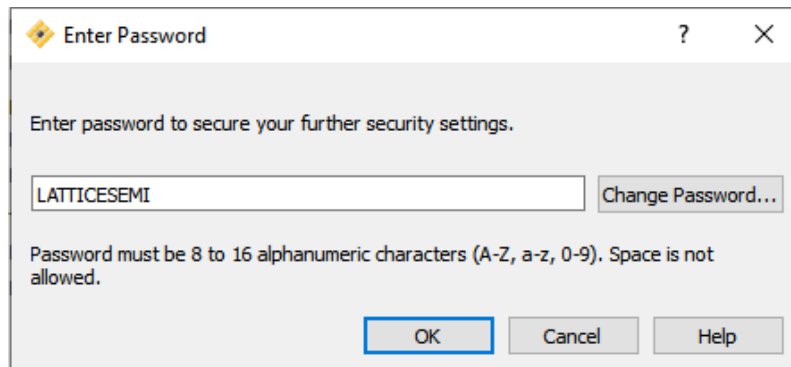 Enter Password
?
Enter password to secure your further security settings.
LATTICESEMI
Change Password...
Password must be 8 to 16 alphanumeric characters (A-Z, a-z, 0-9). Space is not
allowed.
OK
Cancel
Help